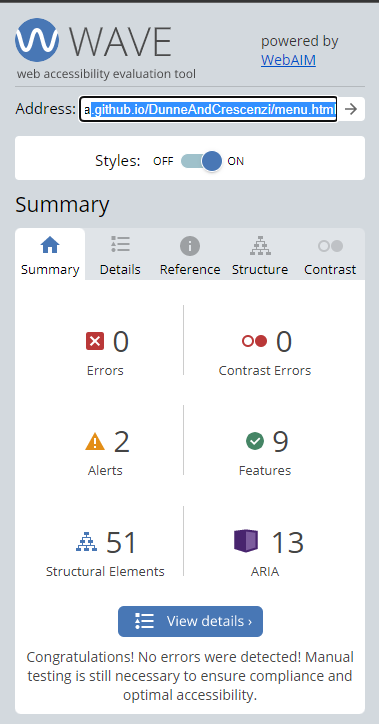 WAVE
web accessibility evaluation tool
powered by
WebAIM
Address: a.github.io/DunneAndCrescenzi/menu.html
Styles: OFF ON
Summary
Summary Details Reference Structure Contrast
0 0
Errors Contrast Errors
2 9
Alerts Features
51 13
Structural Elements ARIA
View details ›
Congratulations! No errors were detected! Manual
testing is still necessary to ensure compliance and
optimal accessibility.